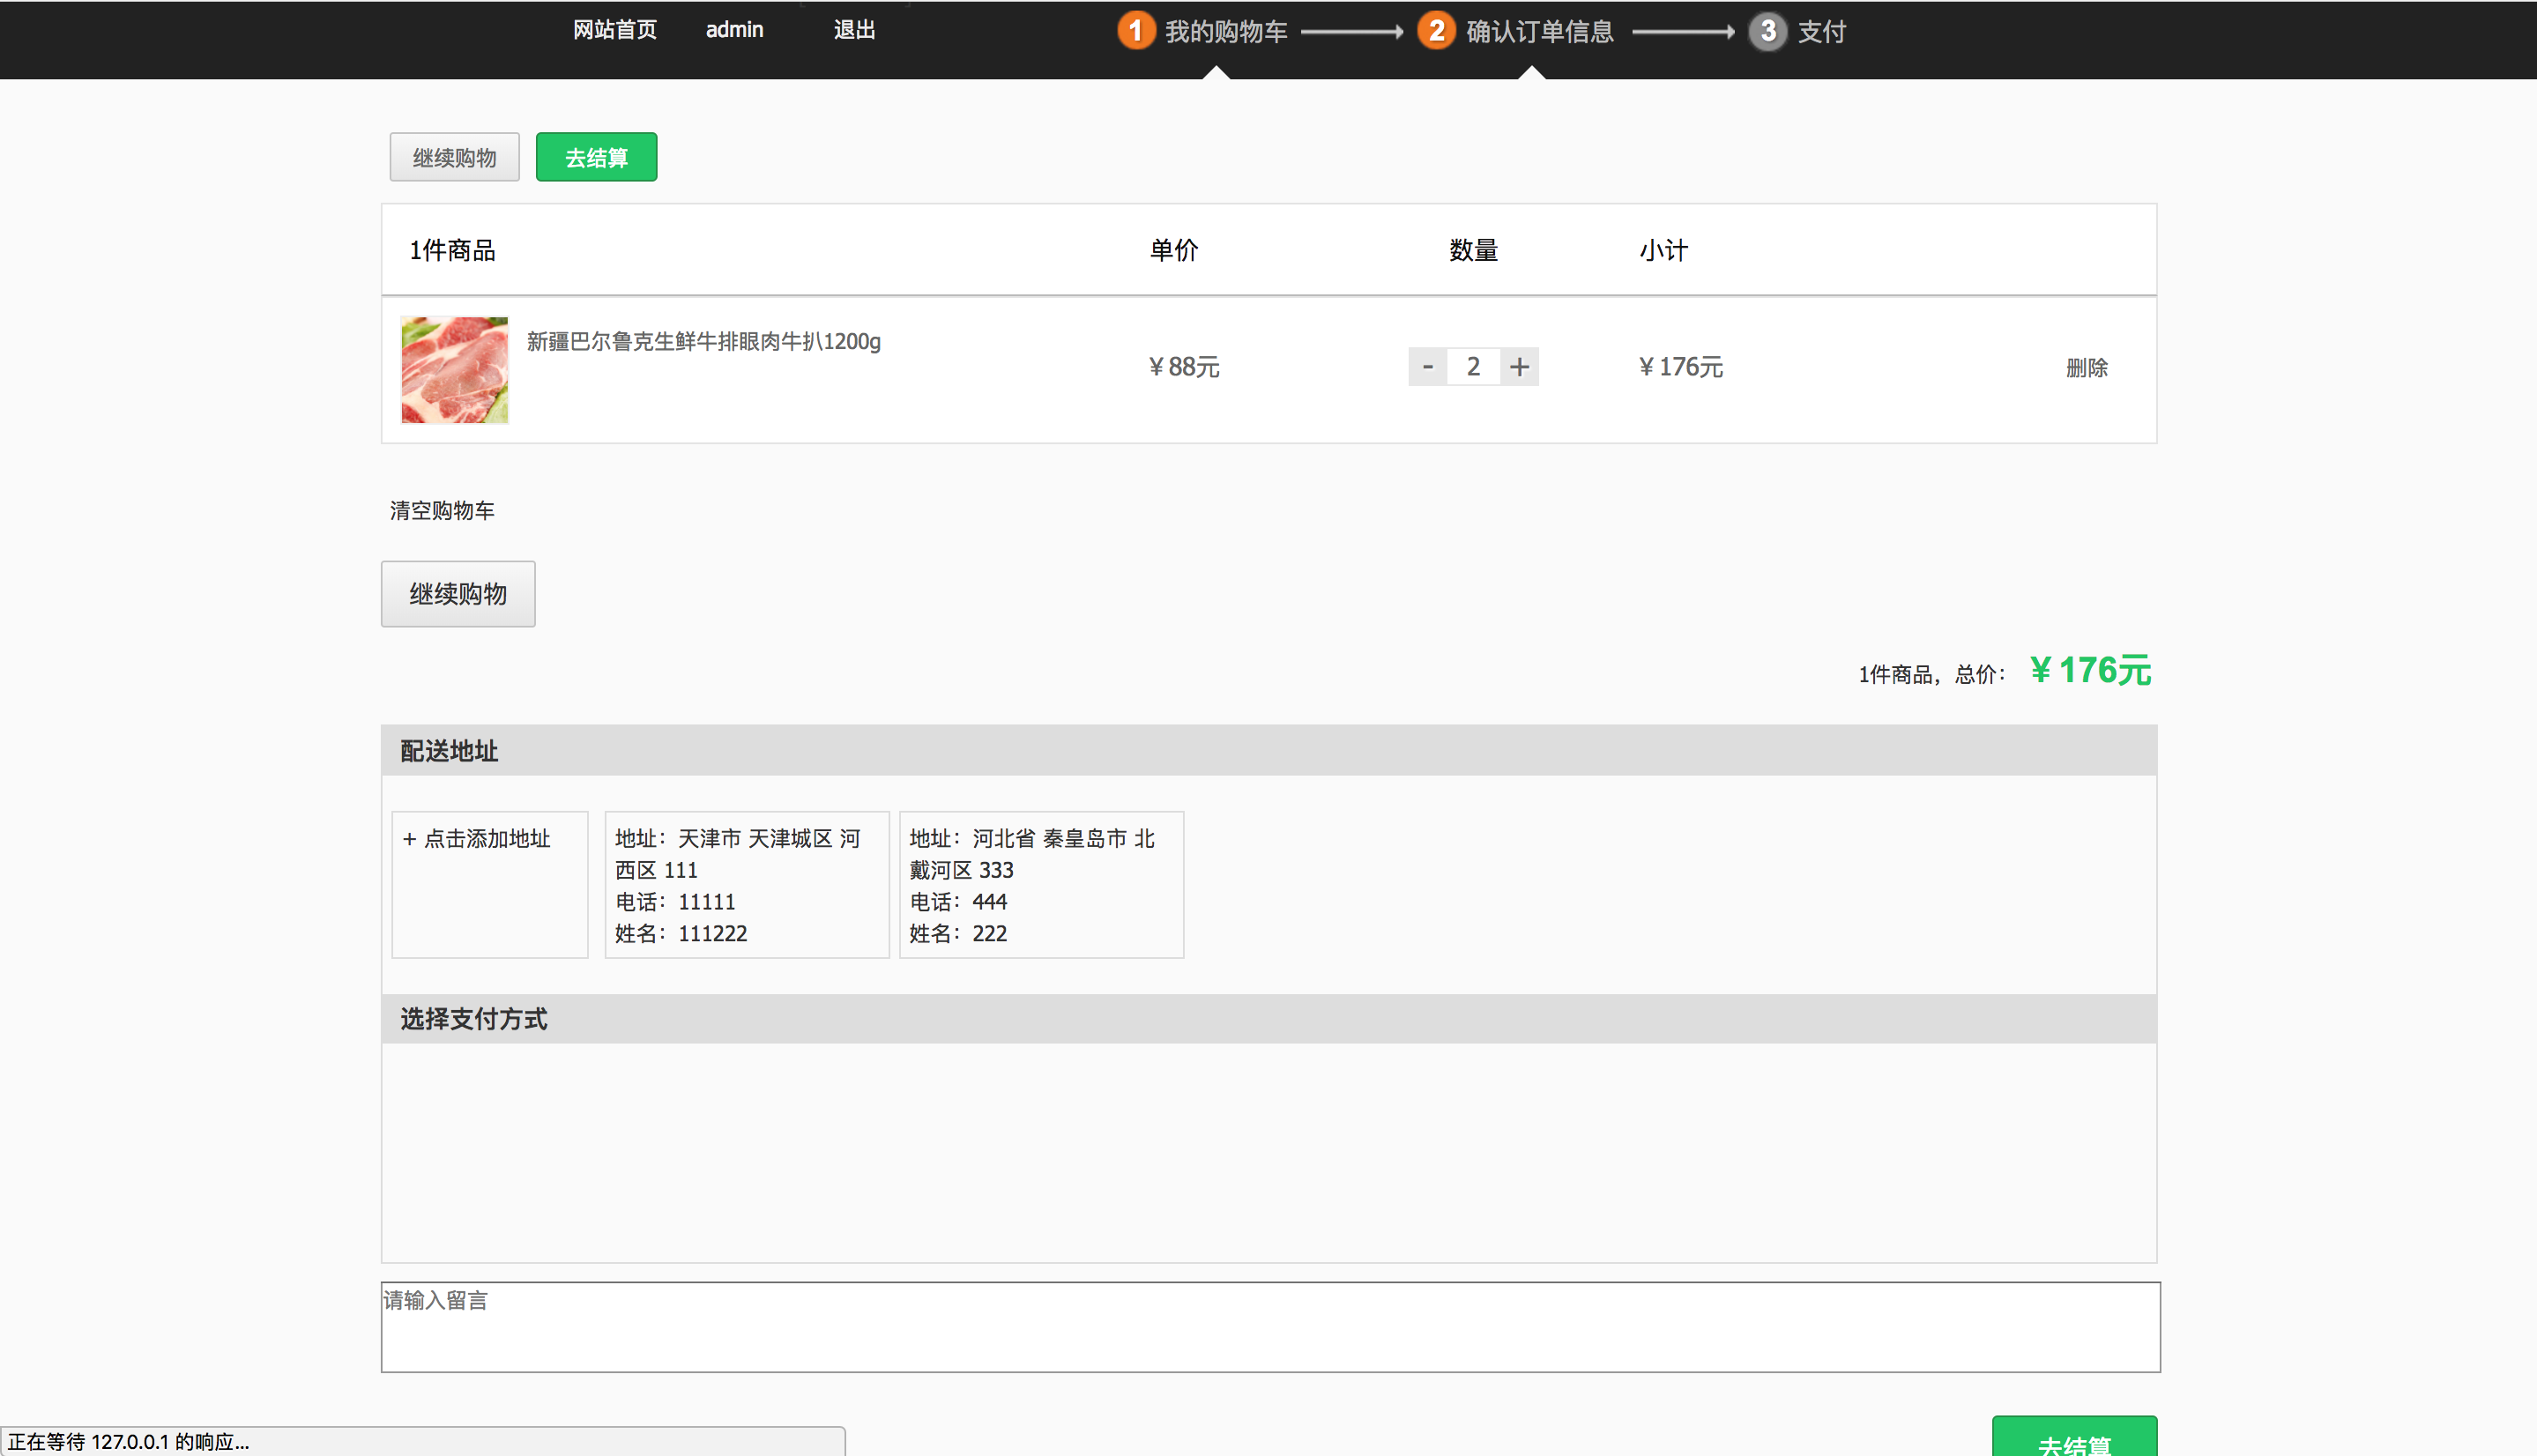 网站首页 admin 退出 1 我的购物车 2 确认订单信息 3 支付
继续购物 去结算
1件商品 单价 数量 小计
新疆巴尔鲁克生鲜牛排眼肉牛扒1200g
￥88元 - 2 + ￥176元 删除
清空购物车
继续购物
1件商品，总价： ￥176元
配送地址
+ 点击添加地址
地址：天津市 天津城区 河
西区 111
电话：11111
姓名：111222
地址：河北省 秦皇岛市 北
戴河区 333
电话：444
姓名：222
选择支付方式
请输入留言
去结算
正在等待 127.0.0.1 的响应...